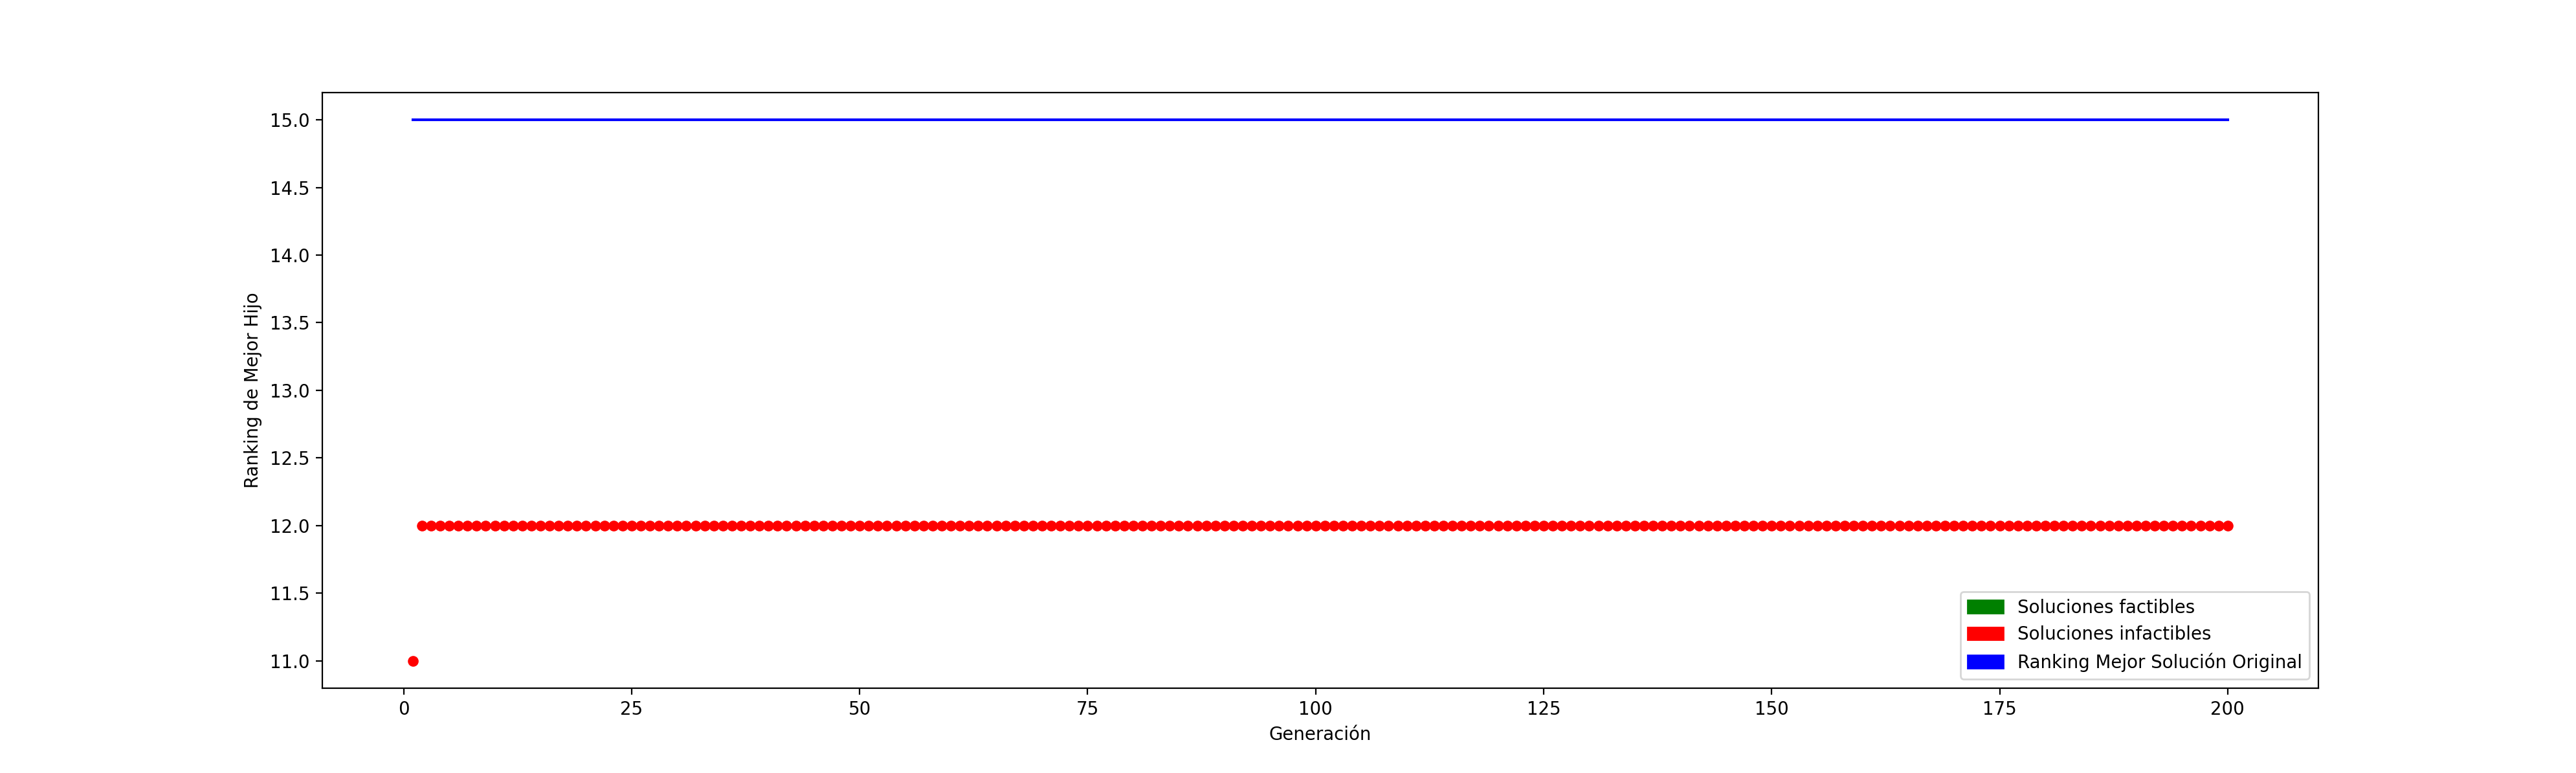 15.0
14.5
14.0
13.5
13.0
12.5
12.0
11.5
11.0
Ranking de Mejor Hijo
0 25 50 75 100 125 150 175 200
Generación
Soluciones factibles
Soluciones infactibles
Ranking Mejor Solución Original